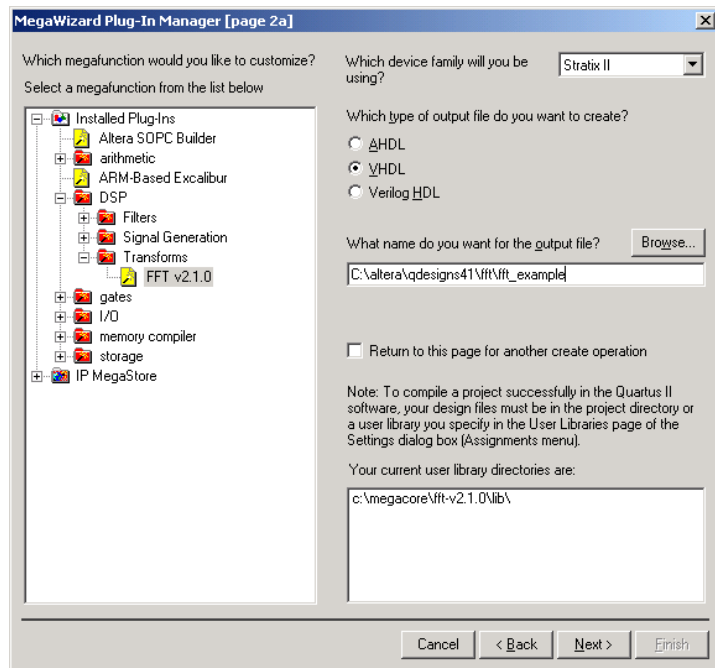 MegaWizard Plug-In Manager [page 2a]
Which megafunction would you like to customize?
Select a megafunction from the list below
Installed Plug-Ins
Altera SOPC Builder
arithmetic
ARM-Based Excalibur
DSP
Filters
Signal Generation
Transforms
FFT v2.1.0
gates
I/O
memory compiler
storage
IP MegaStore
Which device family will you be
using?
Stratix II
Which type of output file do you want to create?
AHDL
VHDL
Verilog HDL
What name do you want for the output file?
Browse...
C:\altera\qdesigns41\fft\fft_example
Return to this page for another create operation
Note: To compile a project successfully in the Quartus II
software, your design files must be in the project directory or
a user library you specify in the User Libraries page of the
Settings dialog box (Assignments menu).
Your current user library directories are:
c:\megacore\fft-v2.1.0\lib\
Cancel
< Back
Next >
Finish